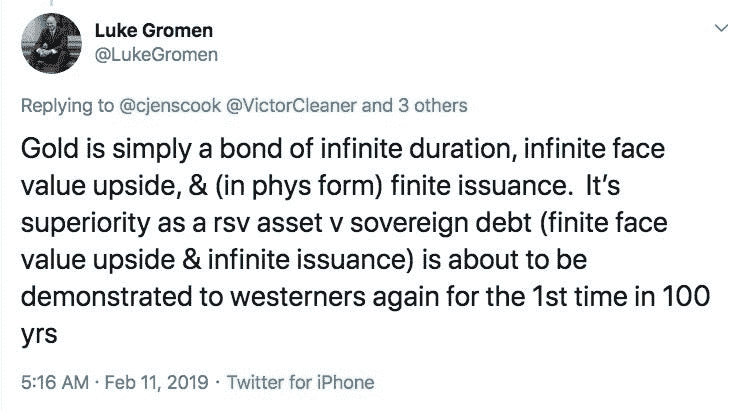 Luke Gromen
@LukeGromen
Replying to @cjenscook @VictorCleaner and 3 others
Gold is simply a bond of infinite duration, infinite face
value upside, & (in phys form) finite issuance.  It’s
superiority as a rsv asset v sovereign debt (finite face
value upside & infinite issuance) is about to be
demonstrated to westerners again for the 1st time in 100
yrs
5:16 AM · Feb 11, 2019 · Twitter for iPhone